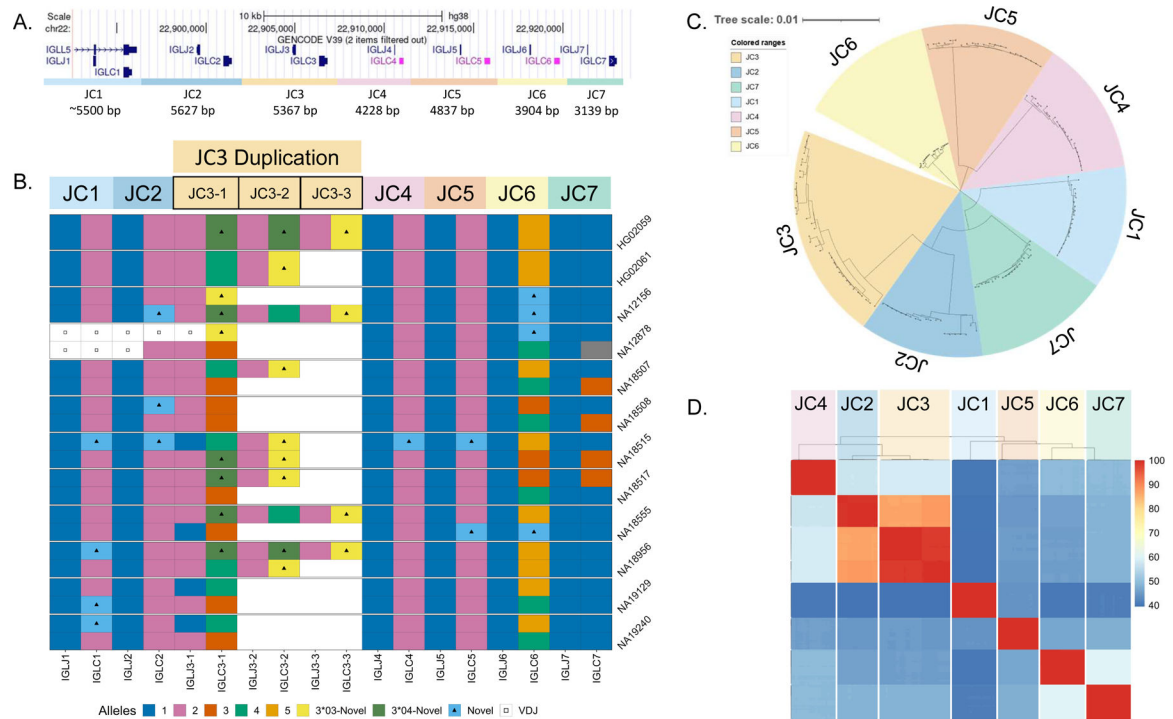 A.
Scale
chr22:
10 kb
hg38
22,900,000
22,905,000
22,910,000
22,915,000
22,920,000
GENCODE V39 (2 items filtered out)
IGLL5
IGLJ1
IGLC1
IGLJ2
IGLC2
IGLJ3
IGLC3
IGLJ4
IGLC4
IGLJ5
IGLC5
IGLJ6
IGLC6
IGLJ7
IGLC7
JC1 JC2 JC3 JC4 JC5 JC6 JC7
~5500 bp 5627 bp 5367 bp 4228 bp 4837 bp 3904 bp 3139 bp
B.
JC3 Duplication
JC1 JC2 JC3-1 JC3-2 JC3-3 JC4 JC5 JC6 JC7
HG02059
HG02061
NA12156
NA12878
NA18507
NA18508
NA18515
NA18517
NA18555
NA18956
NA19129
NA19240
IGLJ1 IGLC1 IGLJ2 IGLC2 IGLJ3-1 IGLC3-1 IGLJ3-2 IGLC3-2 IGLJ3-3 IGLC3-3 IGLJ4 IGLC4 IGLJ5 IGLC5 IGLJ6 IGLC6 IGLJ7 IGLC7
Alleles 1 2 3 4 5 3*03-Novel 3*04-Novel Novel VDJ
C.
Tree scale: 0.01
Colored ranges
JC3
JC2
JC7
JC1
JC4
JC5
JC6
JC6
JC5
JC4
JC1
JC7
JC2
JC3
D.
JC4 JC2 JC3 JC1 JC5 JC6 JC7
100
90
80
70
60
50
40